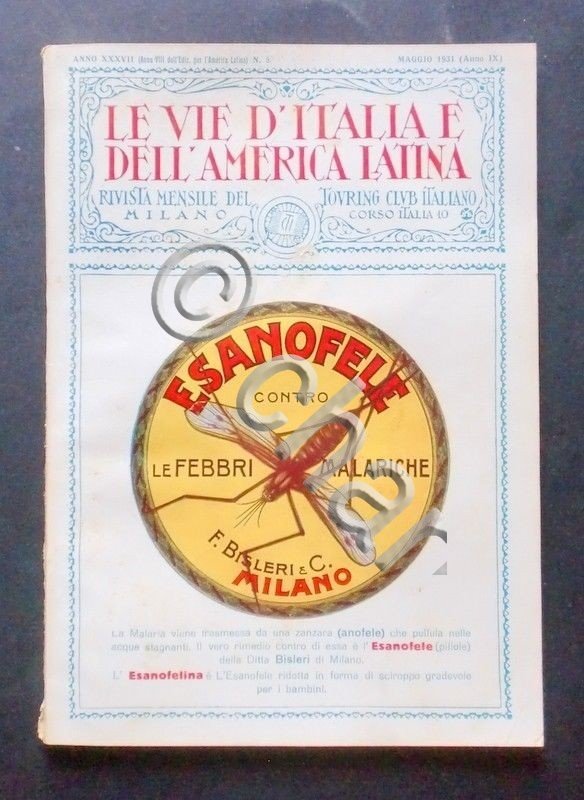 ANNO XXXVII (Anno VIII dell'Ediz. per l'America Latina) N. 5
MAGGIO 1931 (Anno IX)
LE VIE D'ITALIA E
DELL'AMERICA LATINA
RIVISTA MENSILE DEL TOVRING CLVB ITALIANO
MILANO CORSO ITALIA 10
ESANOFELE
CONTRO
LE FEBBRI MALARICHE
F. BISLERI & C.
MILANO
La Malaria viene trasmessa da una zanzara (anofele) che pullula nelle
acque stagnanti. Il vero rimedio contro di essa è l'Esanofele (pillole)
della Ditta Bisleri di Milano.
L' Esanofelina è L'Esanofele ridotta in forma di sciroppo gradevole
per i bambini.